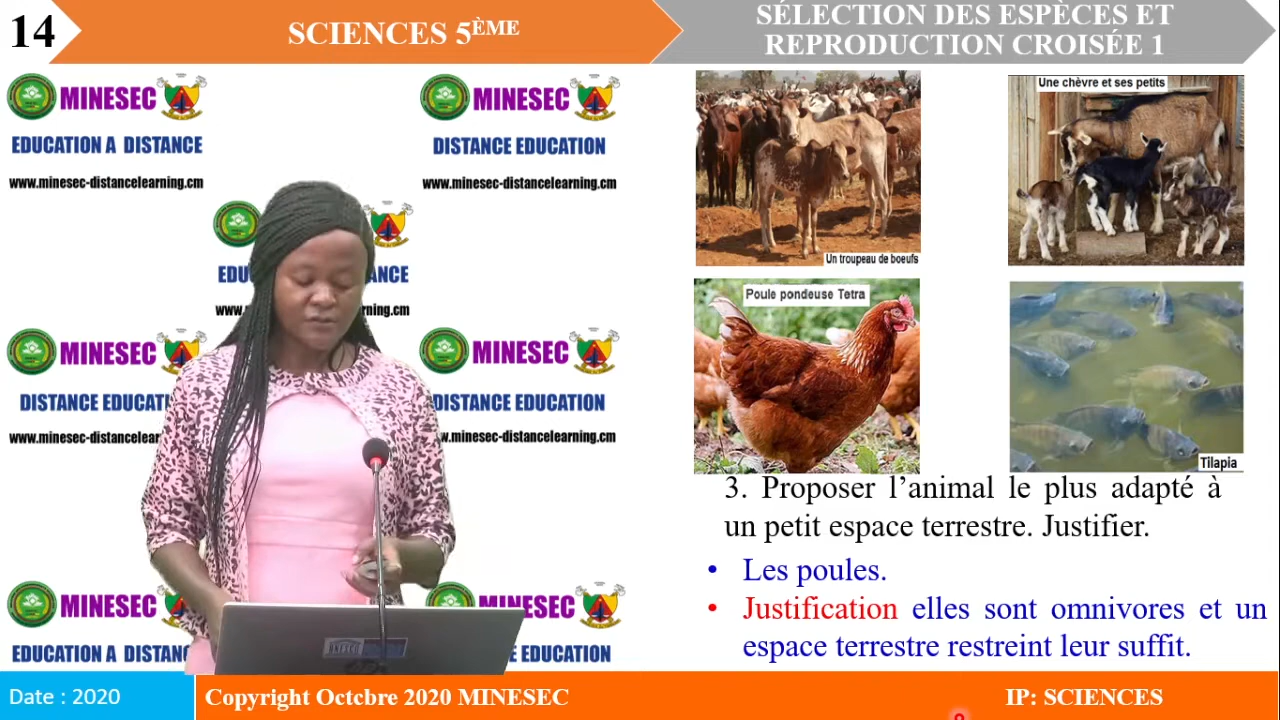 14
SCIENCES 5ÈME
SÉLECTION DES ESPÈCES ET
REPRODUCTION CROISÉE 1
MINESEC
EDUCATION A DISTANCE
www.minesec-distancelearning.cm
MINESEC
DISTANCE EDUCATION
www.minesec-distancelearning.cm
MINESEC
DISTANCE EDUCATI
www.minesec-distancelear
MINESEC
DISTANCE EDUCATION
w.minesec-distancelearning.cm
MINESEC
EDUCATION A DISTAN
MINESEC
E EDUCATION
Un troupeau de boeufs
Une chèvre et ses petits
Poule pondeuse Tetra
Tilapia
3. Proposer l’animal le plus adapté à
un petit espace terrestre. Justifier.
• Les poules.
• Justification elles sont omnivores et un
espace terrestre restreint leur suffit.
Date : 2020
Copyright Octcbre 2020 MINESEC
IP: SCIENCES